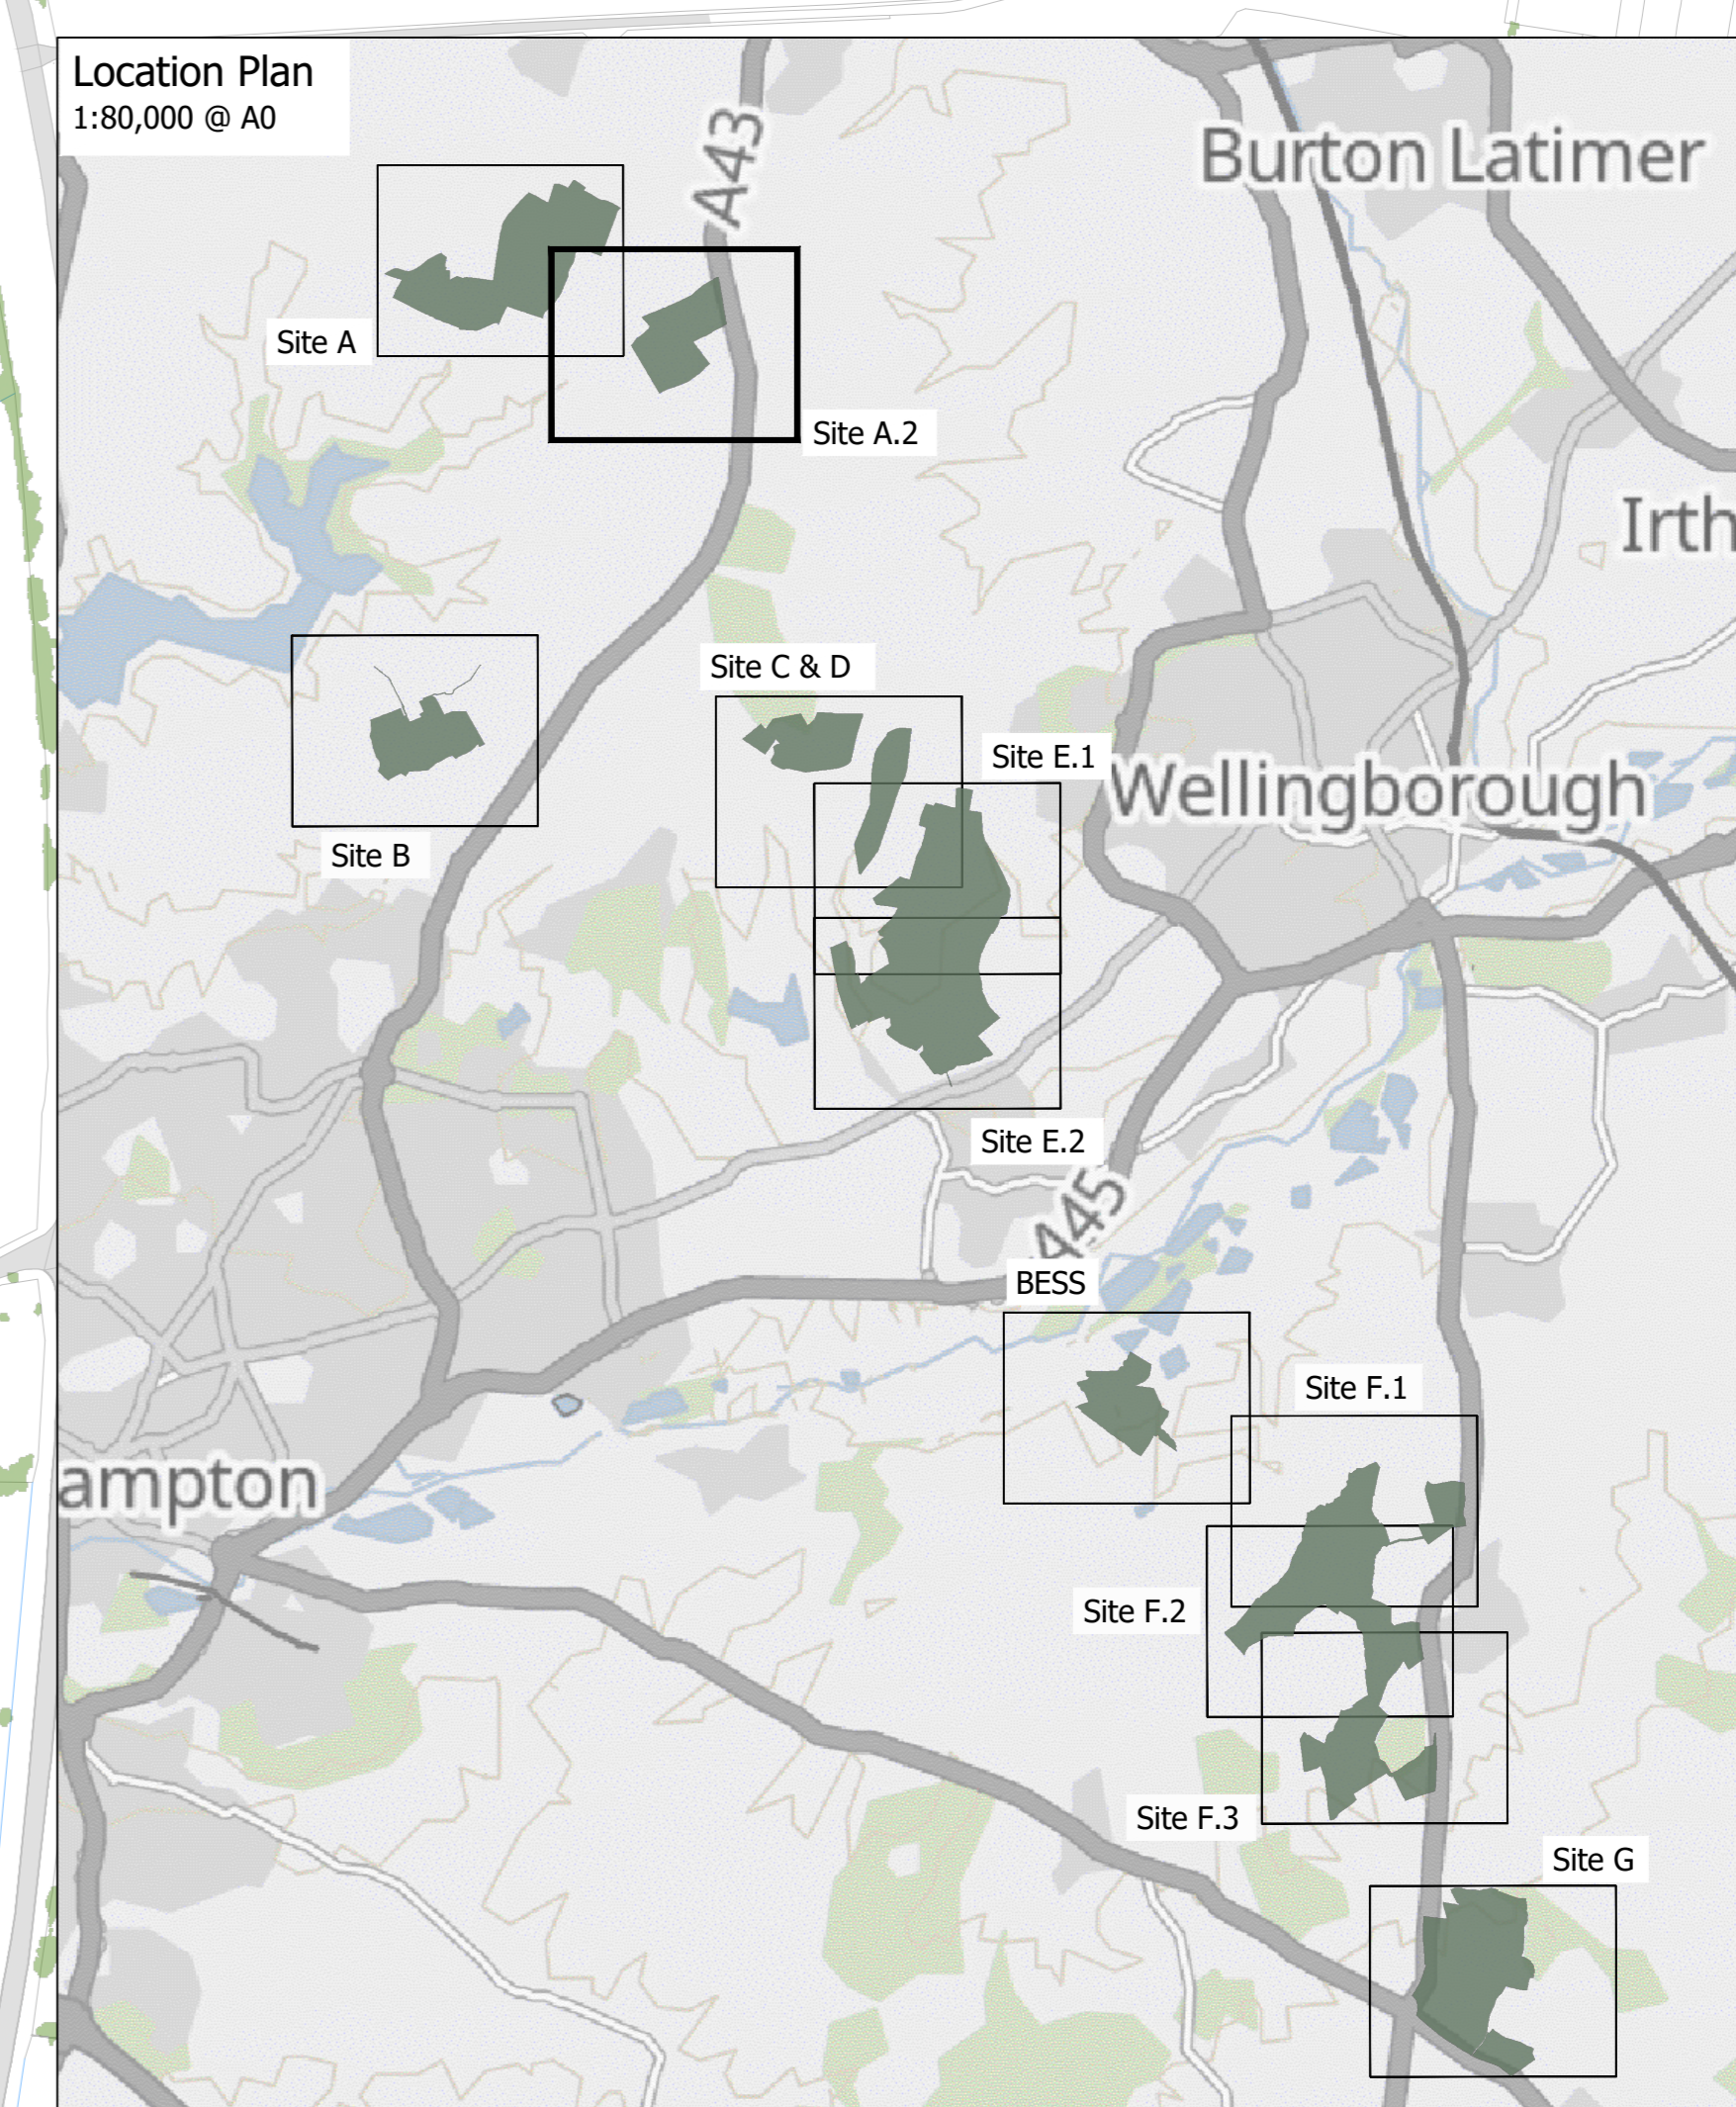 Location Plan
1:80,000 @ A0
A43
Burton Latimer
Site A
Site A.2
Irth
Site C & D
Site E.1
Wellingborough
Site B
Site E.2
A45
BESS
Site F.1
ampton
Site F.2
Site F.3
Site G